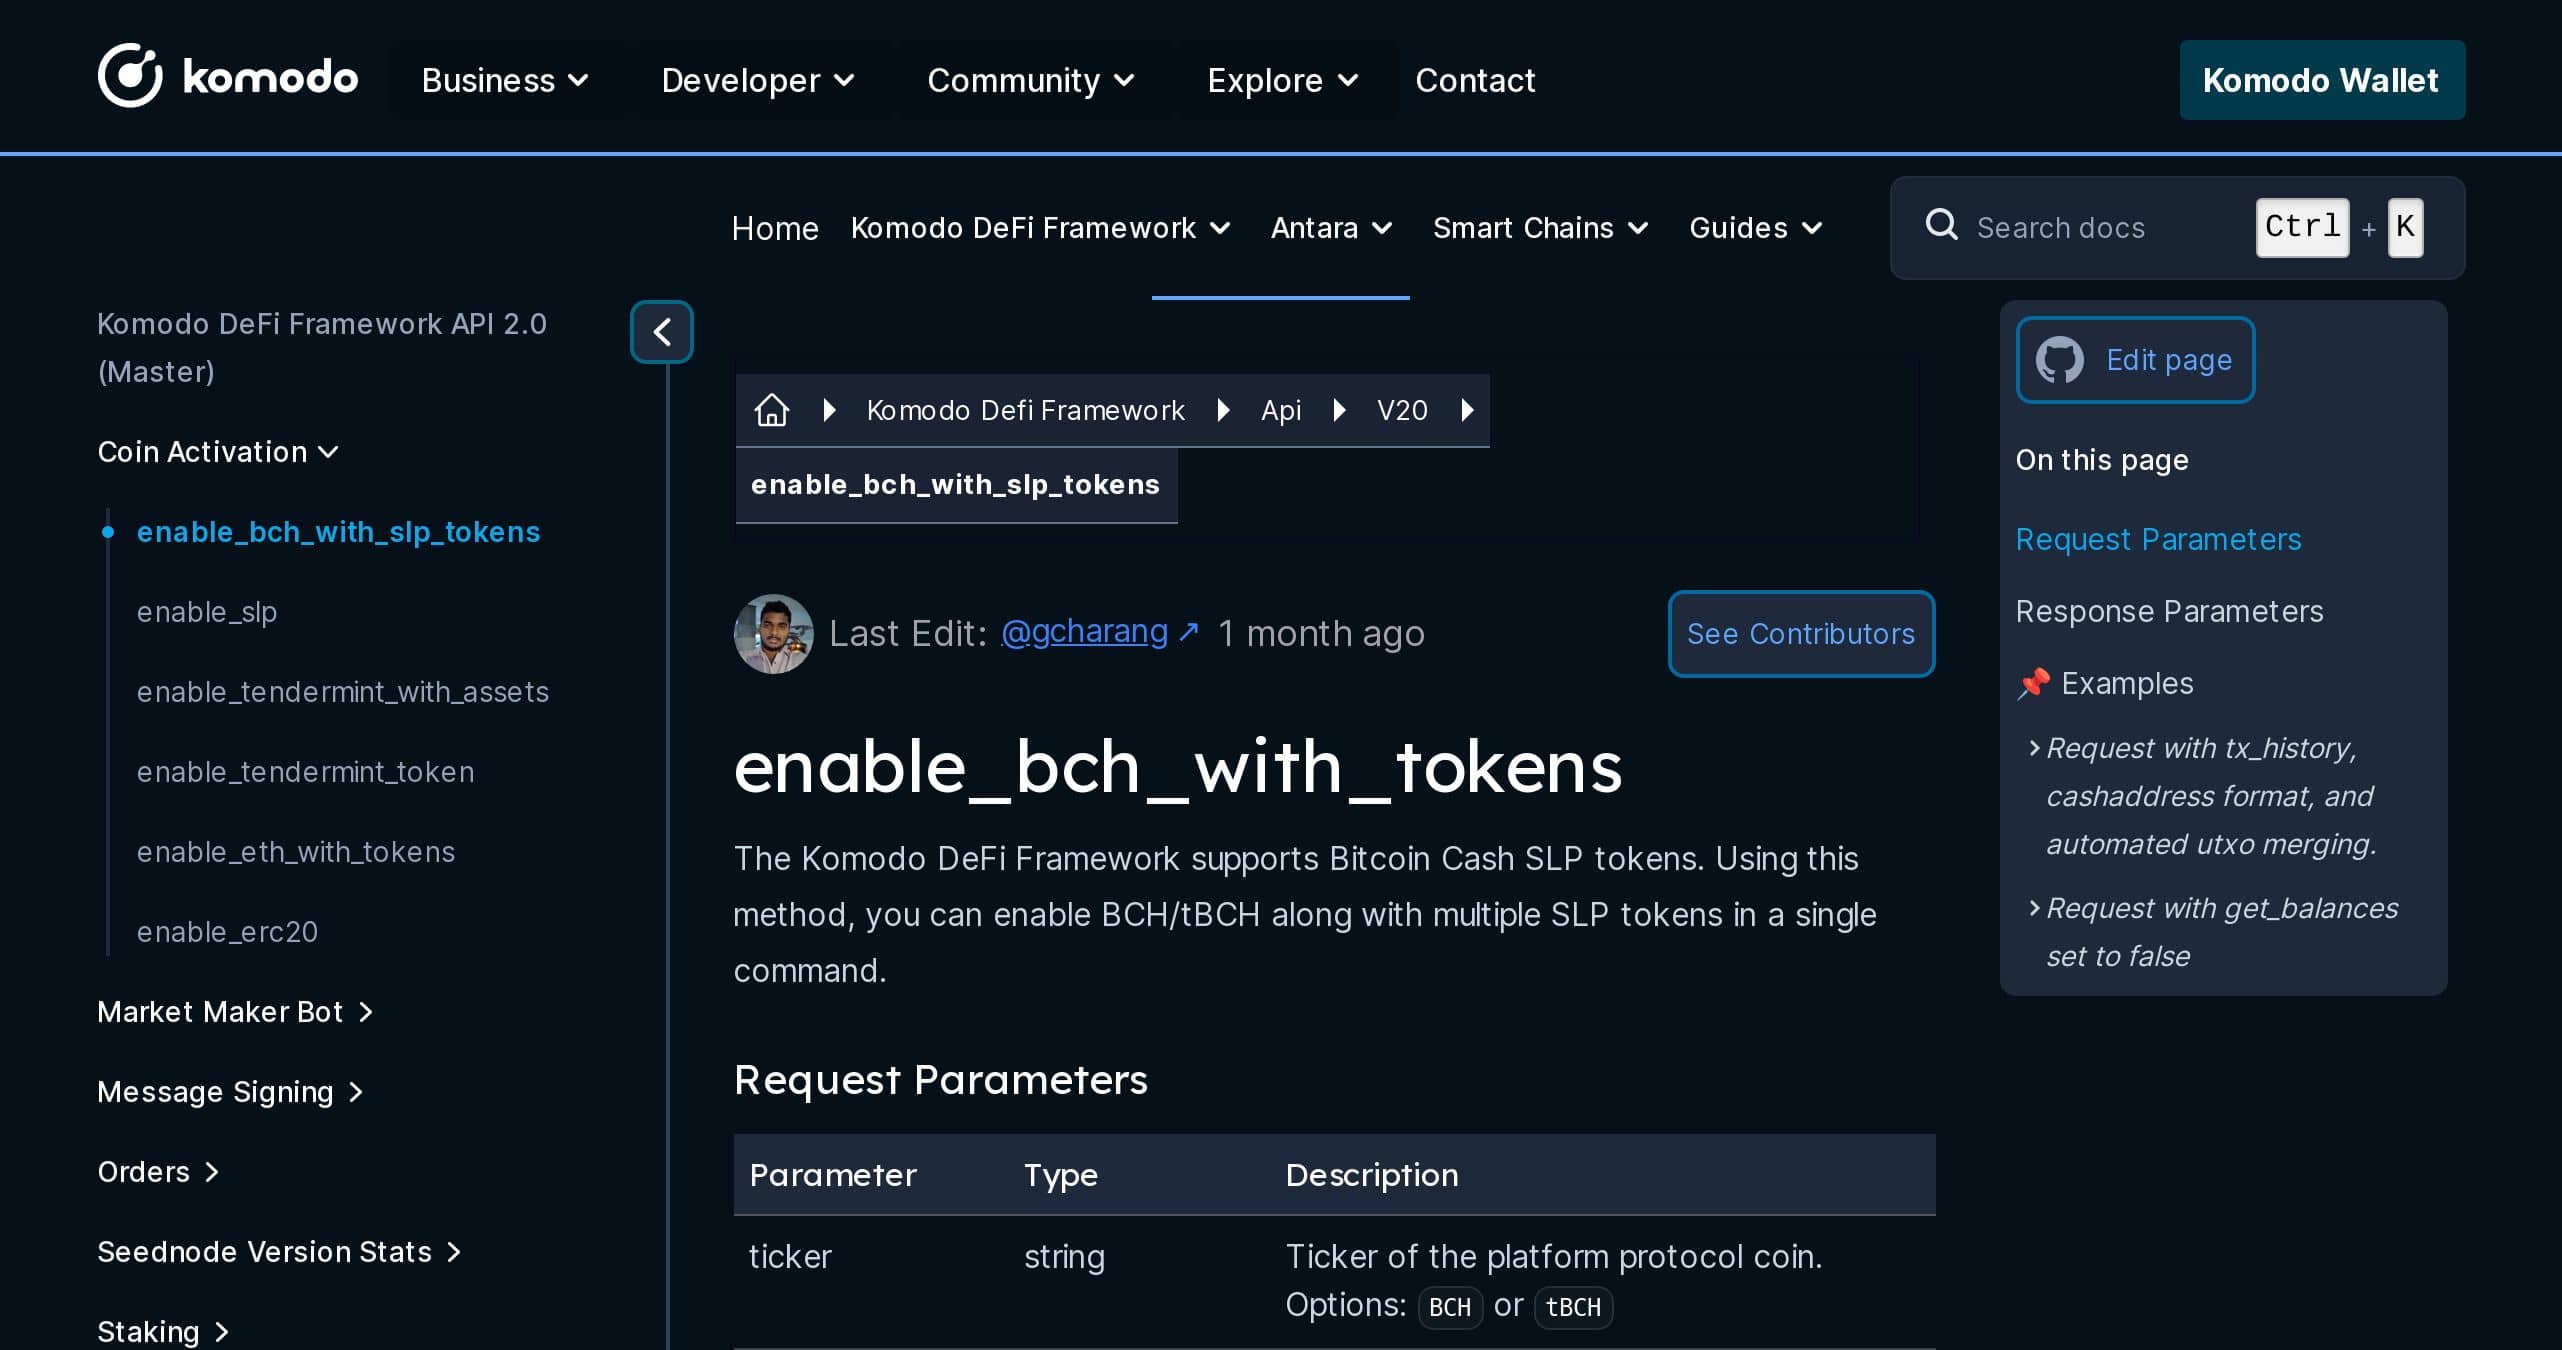 komodo Business Developer Community Explore Contact Komodo Wallet
Home Komodo DeFi Framework Antara Smart Chains Guides Search docs Ctrl + K
Komodo DeFi Framework API 2.0
(Master)
Coin Activation
enable_bch_with_slp_tokens
enable_slp
enable_tendermint_with_assets
enable_tendermint_token
enable_eth_with_tokens
enable_erc20
Market Maker Bot
Message Signing
Orders
Seednode Version Stats
Staking
Komodo Defi Framework Api V20
enable_bch_with_slp_tokens
Last Edit: @gcharang ↗ 1 month ago See Contributors
enable_bch_with_tokens
The Komodo DeFi Framework supports Bitcoin Cash SLP tokens. Using this
method, you can enable BCH/tBCH along with multiple SLP tokens in a single
command.
Request Parameters
Parameter Type Description
ticker string Ticker of the platform protocol coin.
Options: BCH or tBCH
Edit page
On this page
Request Parameters
Response Parameters
📌 Examples
Request with tx_history,
cashaddress format, and
automated utxo merging.
Request with get_balances
set to false